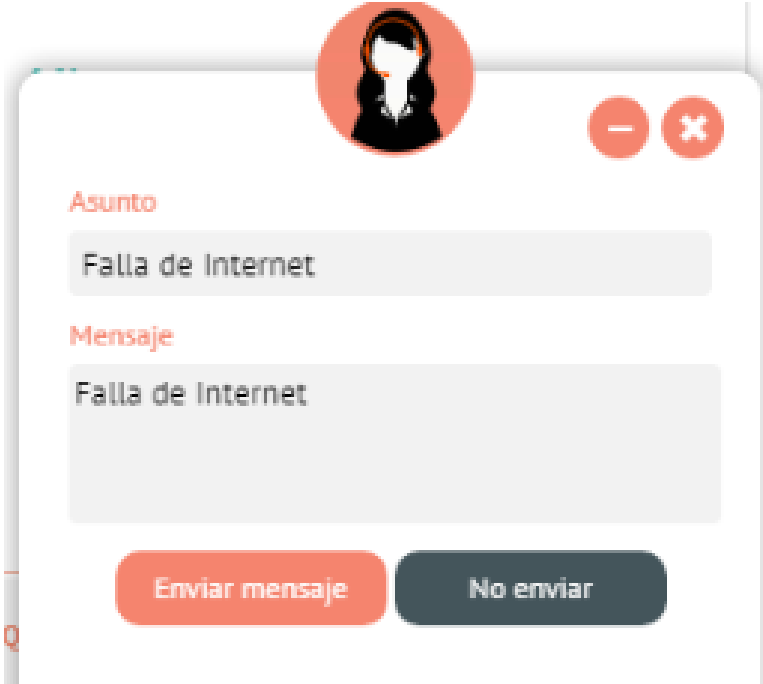 Asunto
Falla de Internet
Mensaje
Falla de Internet
Enviar mensaje
No enviar
Q